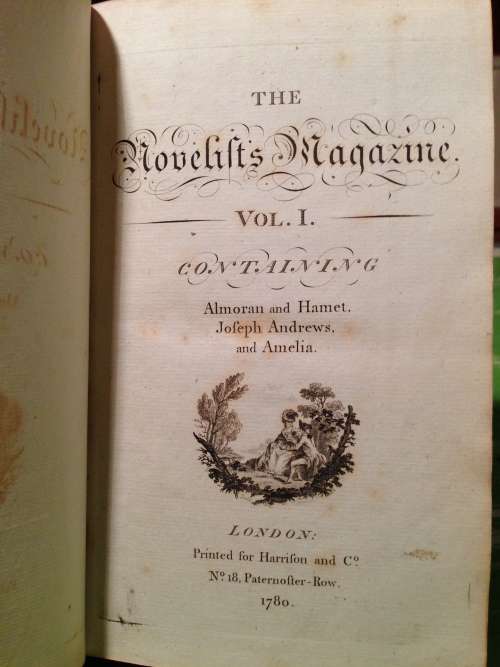 THE
Noveliſt's Magazine.
VOL. I.
CONTAINING
Almoran and Hamet,
Joſeph Andrews,
and Amelia.
LONDON:
Printed for Harriſon and Cº.
Nº 18, Paternoſter-Row.
1780.